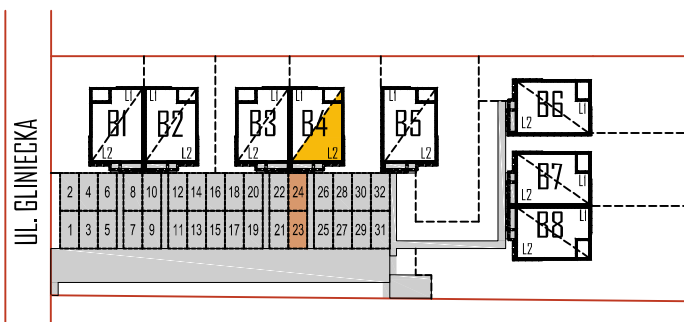 UL. GLINIECKA
L1 L1
B1 B2
L2 L2
L1 L1
B3 B4
L2 L2
L1
B5
L2
B6
L1
L2
B7
L1
L2
B8
L1
L2
2 4 6 8 10 12 14 16 18 20 22 24 26 28 30 32
1 3 5 7 9 11 13 15 17 19 21 23 25 27 29 31